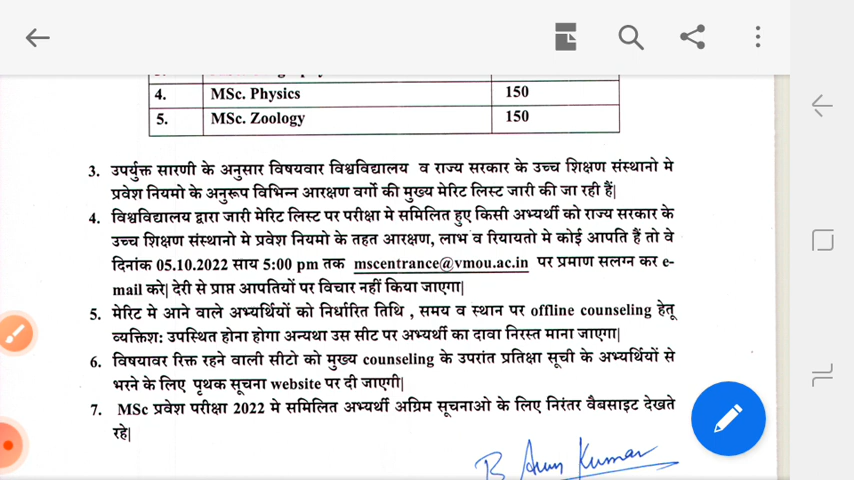 4. MSc. Physics 150
5. MSc. Zoology 150
3. उपर्युक्त सारणी के अनुसार विषयवार विश्वविद्यालय व राज्य सरकार के उच्च शिक्षण संस्थानो मे
प्रवेश नियमो के अनुरूप विभिन्न आरक्षण वर्गो की मुख्य मेरिट लिस्ट जारी की जा रही हैं|
4. विश्वविद्यालय द्वारा जारी मेरिट लिस्ट पर परीक्षा मे समिलित हुए किसी अभ्यर्थी को राज्य सरकार के
उच्च शिक्षण संस्थानो मे प्रवेश नियमो के तहत आरक्षण, लाभ व रियायतो मे कोई आपति हैं तो वे
दिनांक 05.10.2022 साय 5:00 pm तक mscentrance@vmou.ac.in पर प्रमाण सलग्न कर e-
mail करे| देरी से प्राप्त आपतियों पर विचार नहीं किया जाएगा|
5. मेरिट मे आने वाले अभ्यर्थियों को निर्धारित तिथि , समय व स्थान पर offline counseling हेतू
व्यक्तिश: उपस्थित होना होगा अन्यथा उस सीट पर अभ्यर्थी का दावा निरस्त माना जाएगा|
6. विषयावर रिक्त रहने वाली सीटो को मुख्य counseling के उपरांत प्रतिक्षा सूची के अभ्यर्थियों से
भरने के लिए पृथक सूचना website पर दी जाएगी|
7. MSc प्रवेश परीक्षा 2022 मे समिलित अभ्यर्थी अग्रिम सूचनाओ के लिए निरंतर वैबसाइट देखते
रहे|
B Arun Kumar